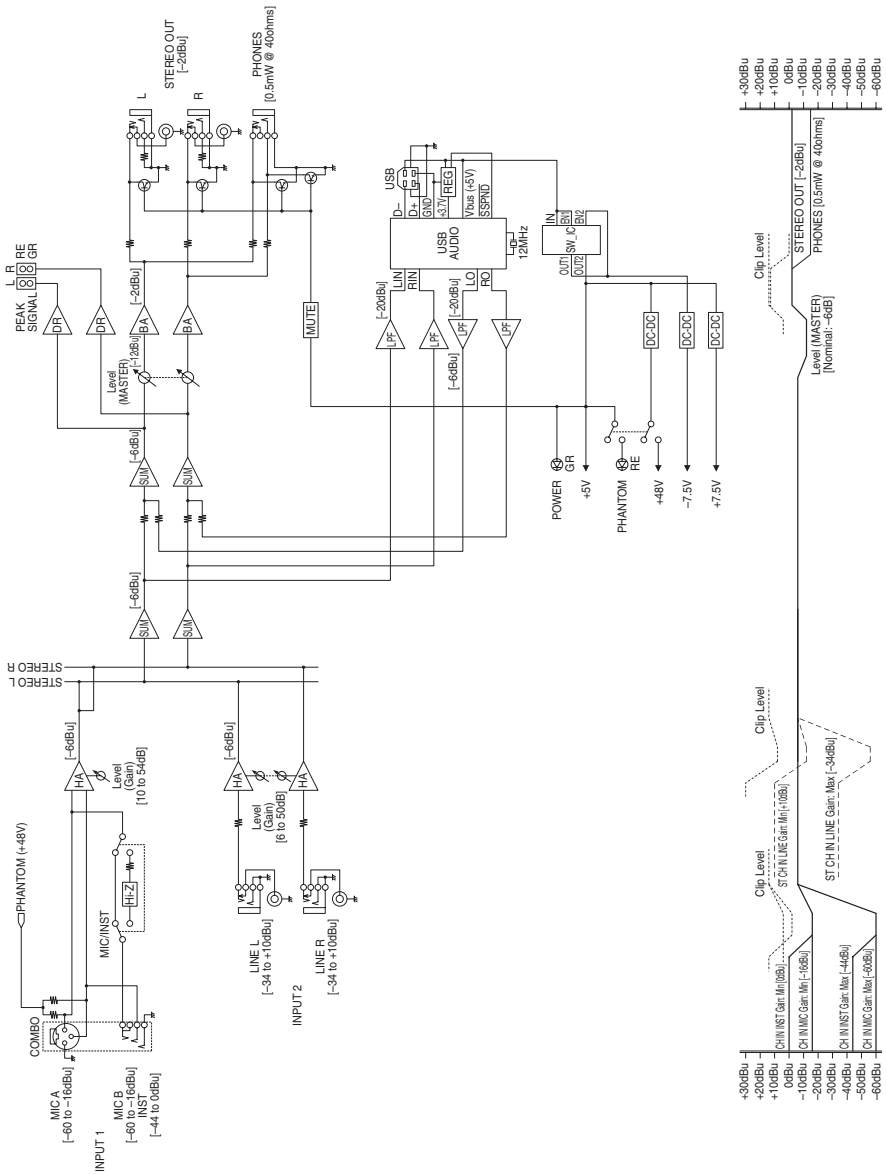 INPUT 1
MIC A
[−60 to −16dBu]
MIC B
[−60 to −16dBu]
INST
[−44 to 0dBu]
COMBO
PHANTOM (+48V)
MIC/INST
Hi-Z
HA
Level
(Gain)
[10 to 54dB]
[−6dBu]
INPUT 2
LINE L
[−34 to +10dBu]
LINE R
[−34 to +10dBu]
HA
HA
Level
(Gain)
[6 to 50dB]
[−6dBu]
STEREO L
STEREO R
SUM
SUM
[−6dBu]
SUM
SUM
[−6dBu]
Level
(MASTER)
[−12dBu]
BA
BA
[−2dBu]
DR
DR
PEAK
SIGNAL
L R
RE
GR
L
R
STEREO OUT
[−2dBu]
PHONES
[0.5mW @ 40ohms]
MUTE
LPF
LPF
LPF
LPF
[−20dBu]
[−20dBu]
[−6dBu]
LIN
RIN
LO
RO
USB
AUDIO
USB
D−
D+
GND
+3.7V
REG
Vbus (+5V)
SSPND
12MHz
IN
EN1
EN2
SW_IC
OUT1
OUT2
DC-DC
DC-DC
DC-DC
POWER
GR
+5V
PHANTOM
RE
+48V
−7.5V
+7.5V
+30dBu
+20dBu
+10dBu
0dBu
−10dBu
−20dBu
−30dBu
−40dBu
−50dBu
−60dBu
CH IN INST Gain: Min [0dBu]
CH IN MIC Gain: Min [−16dBu]
CH IN INST Gain: Max [−44dBu]
CH IN MIC Gain: Max [−60dBu]
Clip Level
ST CH IN LINE Gain: Min [+10dBu]
ST CH IN LINE Gain: Max [−34dBu]
Clip Level
Level (MASTER)
[Nominal: −6dB]
Clip Level
STEREO OUT [−2dBu]
PHONES [0.5mW @ 40ohms]
+30dBu
+20dBu
+10dBu
0dBu
−10dBu
−20dBu
−30dBu
−40dBu
−50dBu
−60dBu